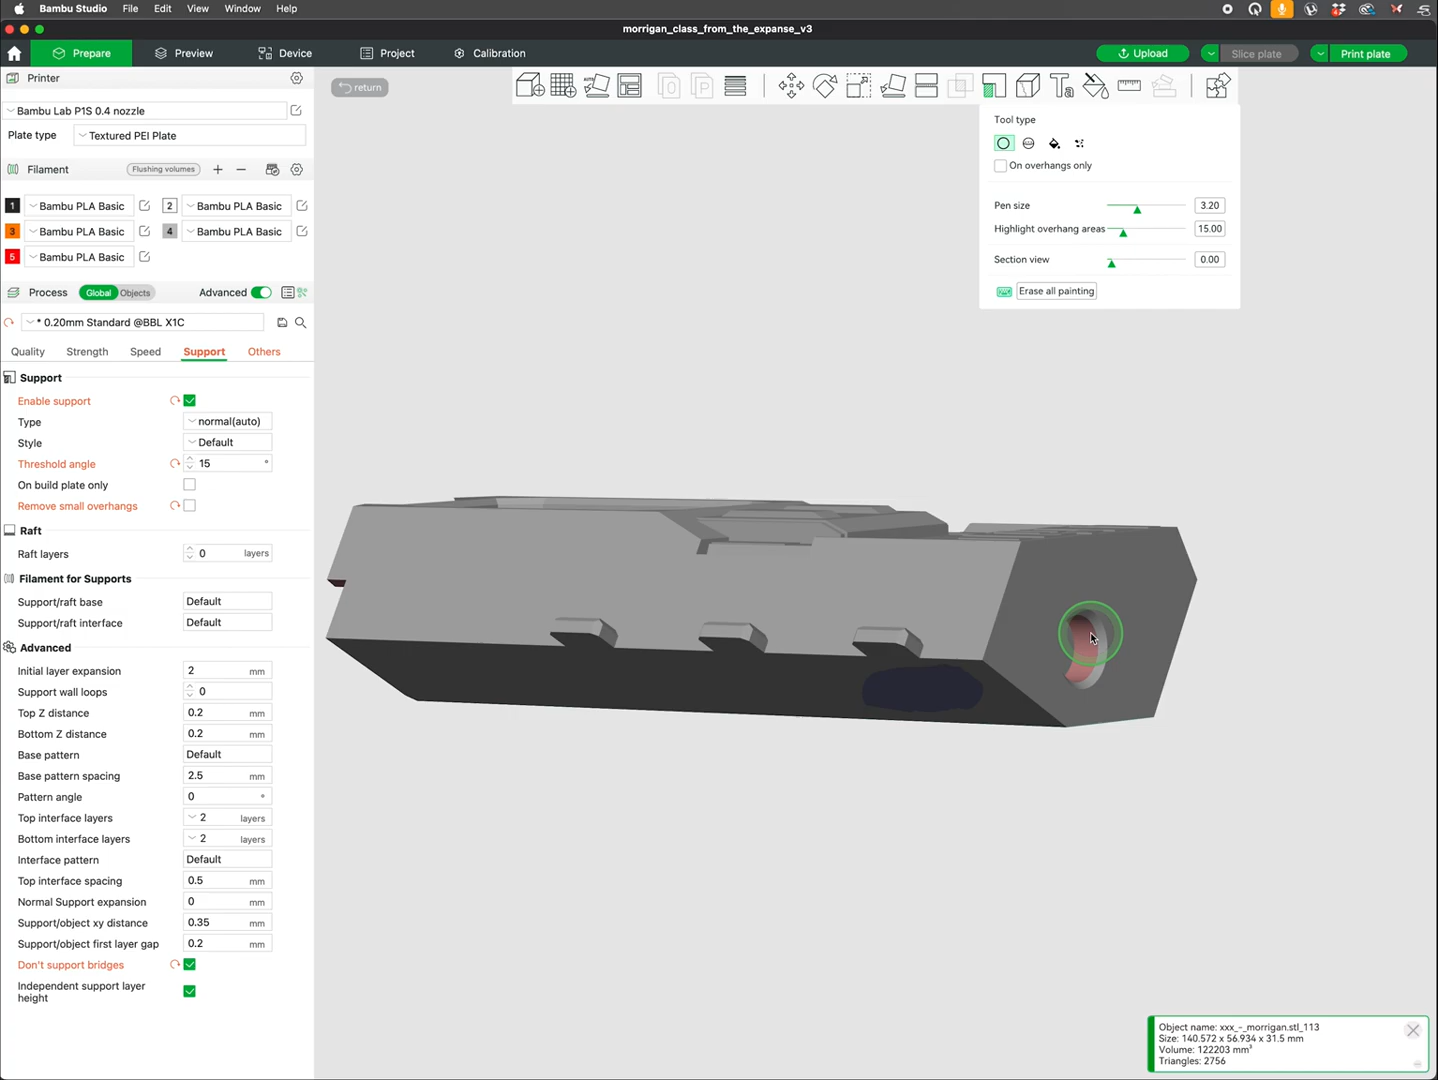 Bambu Studio File Edit View Window Help
morrigan_class_from_the_expanse_v3
Prepare Preview Device Project Calibration Upload Slice plate Print plate
Printer
Bambu Lab P1S 0.4 nozzle
Plate type Textured PEI Plate
Filament Flushing volumes
1 Bambu PLA Basic 2 Bambu PLA Basic
3 Bambu PLA Basic 4 Bambu PLA Basic
5 Bambu PLA Basic
Process Global Objects Advanced
* 0.20mm Standard @BBL X1C
Quality Strength Speed Support Others
Support
Enable support
Type normal(auto)
Style Default
Threshold angle 15 °
On build plate only
Remove small overhangs
Raft
Raft layers 0 layers
Filament for Supports
Support/raft base Default
Support/raft interface Default
Advanced
Initial layer expansion 2 mm
Support wall loops 0
Top Z distance 0.2 mm
Bottom Z distance 0.2 mm
Base pattern Default
Base pattern spacing 2.5 mm
Pattern angle 0 °
Top interface layers 2 layers
Bottom interface layers 2 layers
Interface pattern Default
Top interface spacing 0.5 mm
Normal Support expansion 0 mm
Support/object xy distance 0.35 mm
Support/object first layer gap 0.2 mm
Don't support bridges
Independent support layer
height
return
Tool type
On overhangs only
Pen size 3.20
Highlight overhang areas 15.00
Section view 0.00
Erase all painting
Object name: xxx_-_morrigan.stl_113
Size: 140.572 x 56.934 x 31.5 mm
Volume: 122203 mm³
Triangles: 2756